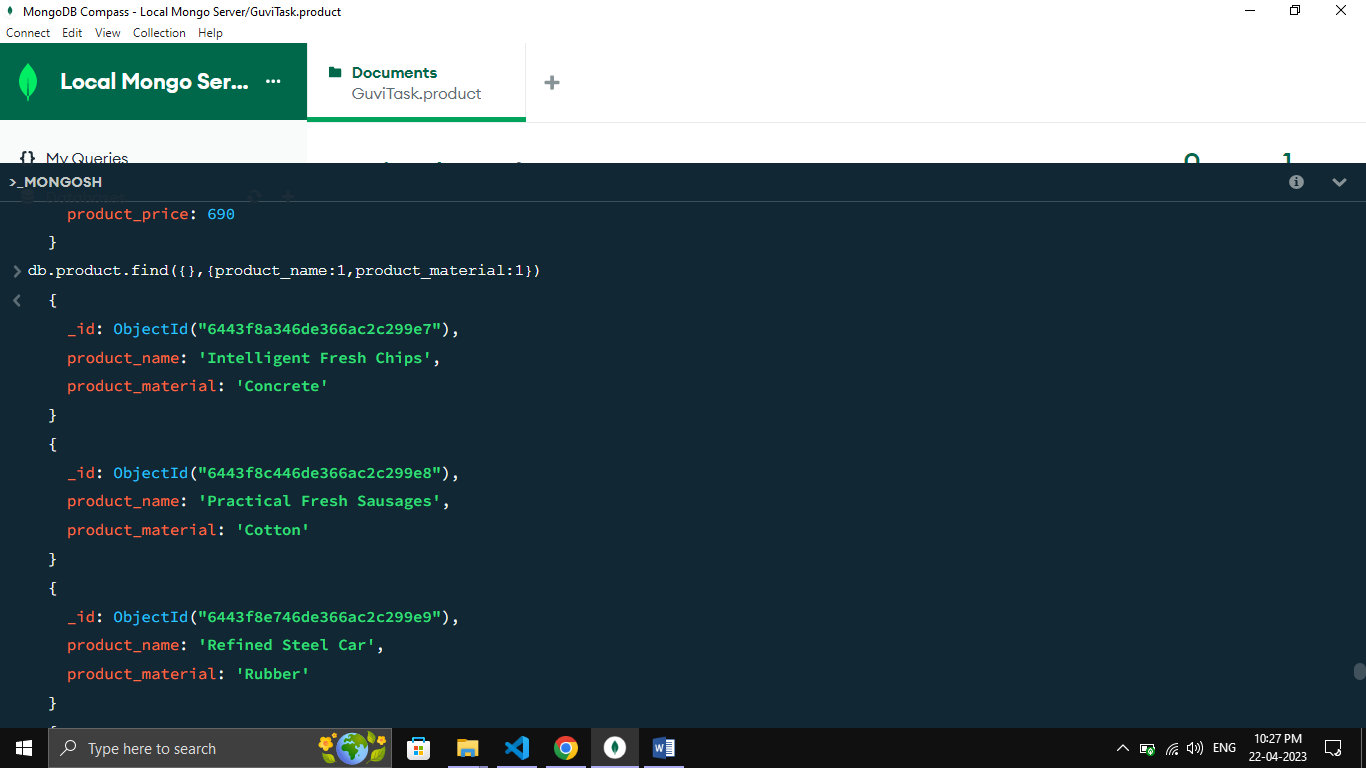 MongoDB Compass - Local Mongo Server/GuviTask.product
Connect Edit View Collection Help
Local Mongo Ser... ···
Documents
GuviTask.product
{} My Queries
>_MONGOSH
product_price: 690
}
db.product.find({},{product_name:1,product_material:1})
{
_id: ObjectId("6443f8a346de366ac2c299e7"),
product_name: 'Intelligent Fresh Chips',
product_material: 'Concrete'
}
{
_id: ObjectId("6443f8c446de366ac2c299e8"),
product_name: 'Practical Fresh Sausages',
product_material: 'Cotton'
}
{
_id: ObjectId("6443f8e746de366ac2c299e9"),
product_name: 'Refined Steel Car',
product_material: 'Rubber'
}
Type here to search
ENG
10:27 PM
22-04-2023